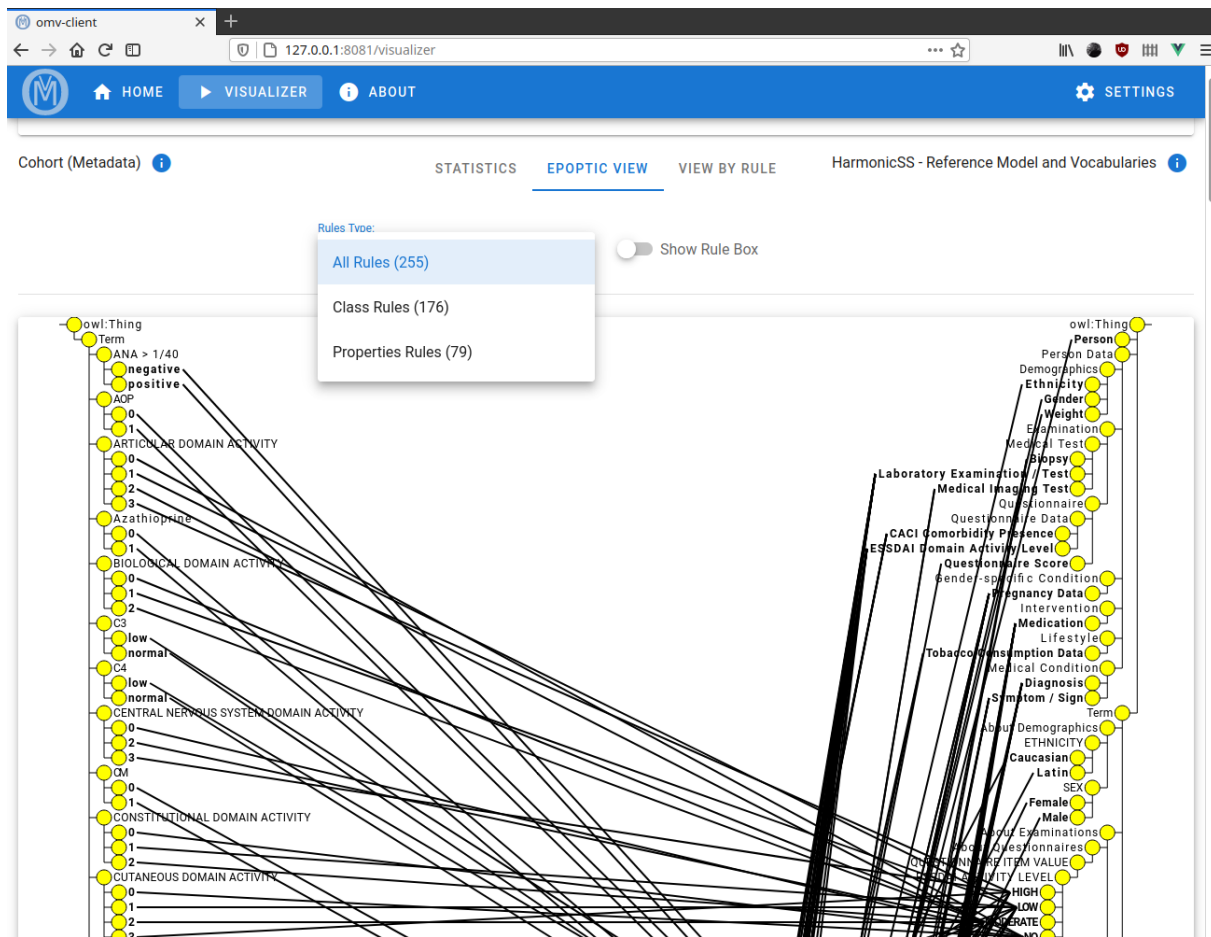 omv-client
127.0.0.1:8081/visualizer
HOME
VISUALIZER
ABOUT
SETTINGS
Cohort (Metadata)
STATISTICS
EPOPTIC VIEW
VIEW BY RULE
HarmonicSS - Reference Model and Vocabularies
Rules Type:
All Rules (255)
Class Rules (176)
Properties Rules (79)
Show Rule Box
owl:Thing
Term
ANA > 1/40
negative
positive
AOP
0
1
ARTICULAR DOMAIN ACTIVITY
0
1
2
3
Azathioprine
0
1
BIOLOGICAL DOMAIN ACTIVITY
0
1
2
C3
low
normal
C4
low
normal
CENTRAL NERVOUS SYSTEM DOMAIN ACTIVITY
0
2
3
CM
0
1
CONSTITUTIONAL DOMAIN ACTIVITY
0
1
2
CUTANEOUS DOMAIN ACTIVITY
0
1
2
owl:Thing
Person
Person Data
Demographics
Ethnicity
Gender
Weight
Examination
Medical Test
Biopsy
Laboratory Examination / Test
Medical Imaging Test
Questionnaire
Questionnaire Data
CACI Comorbidity Presence
ESSDAI Domain Activity Level
Questionnaire Score
Gender-specific Condition
Pregnancy Data
Intervention
Medication
Lifestyle
Tobacco Consumption Data
Medical Condition
Diagnosis
Symptom / Sign
Term
About Demographics
ETHNICITY
Caucasian
Latin
SEX
Female
Male
About Examinations
About Questionnaires
QUESTIONNAIRE ITEM VALUE
ACTIVITY LEVEL
HIGH
LOW
MODERATE
NO